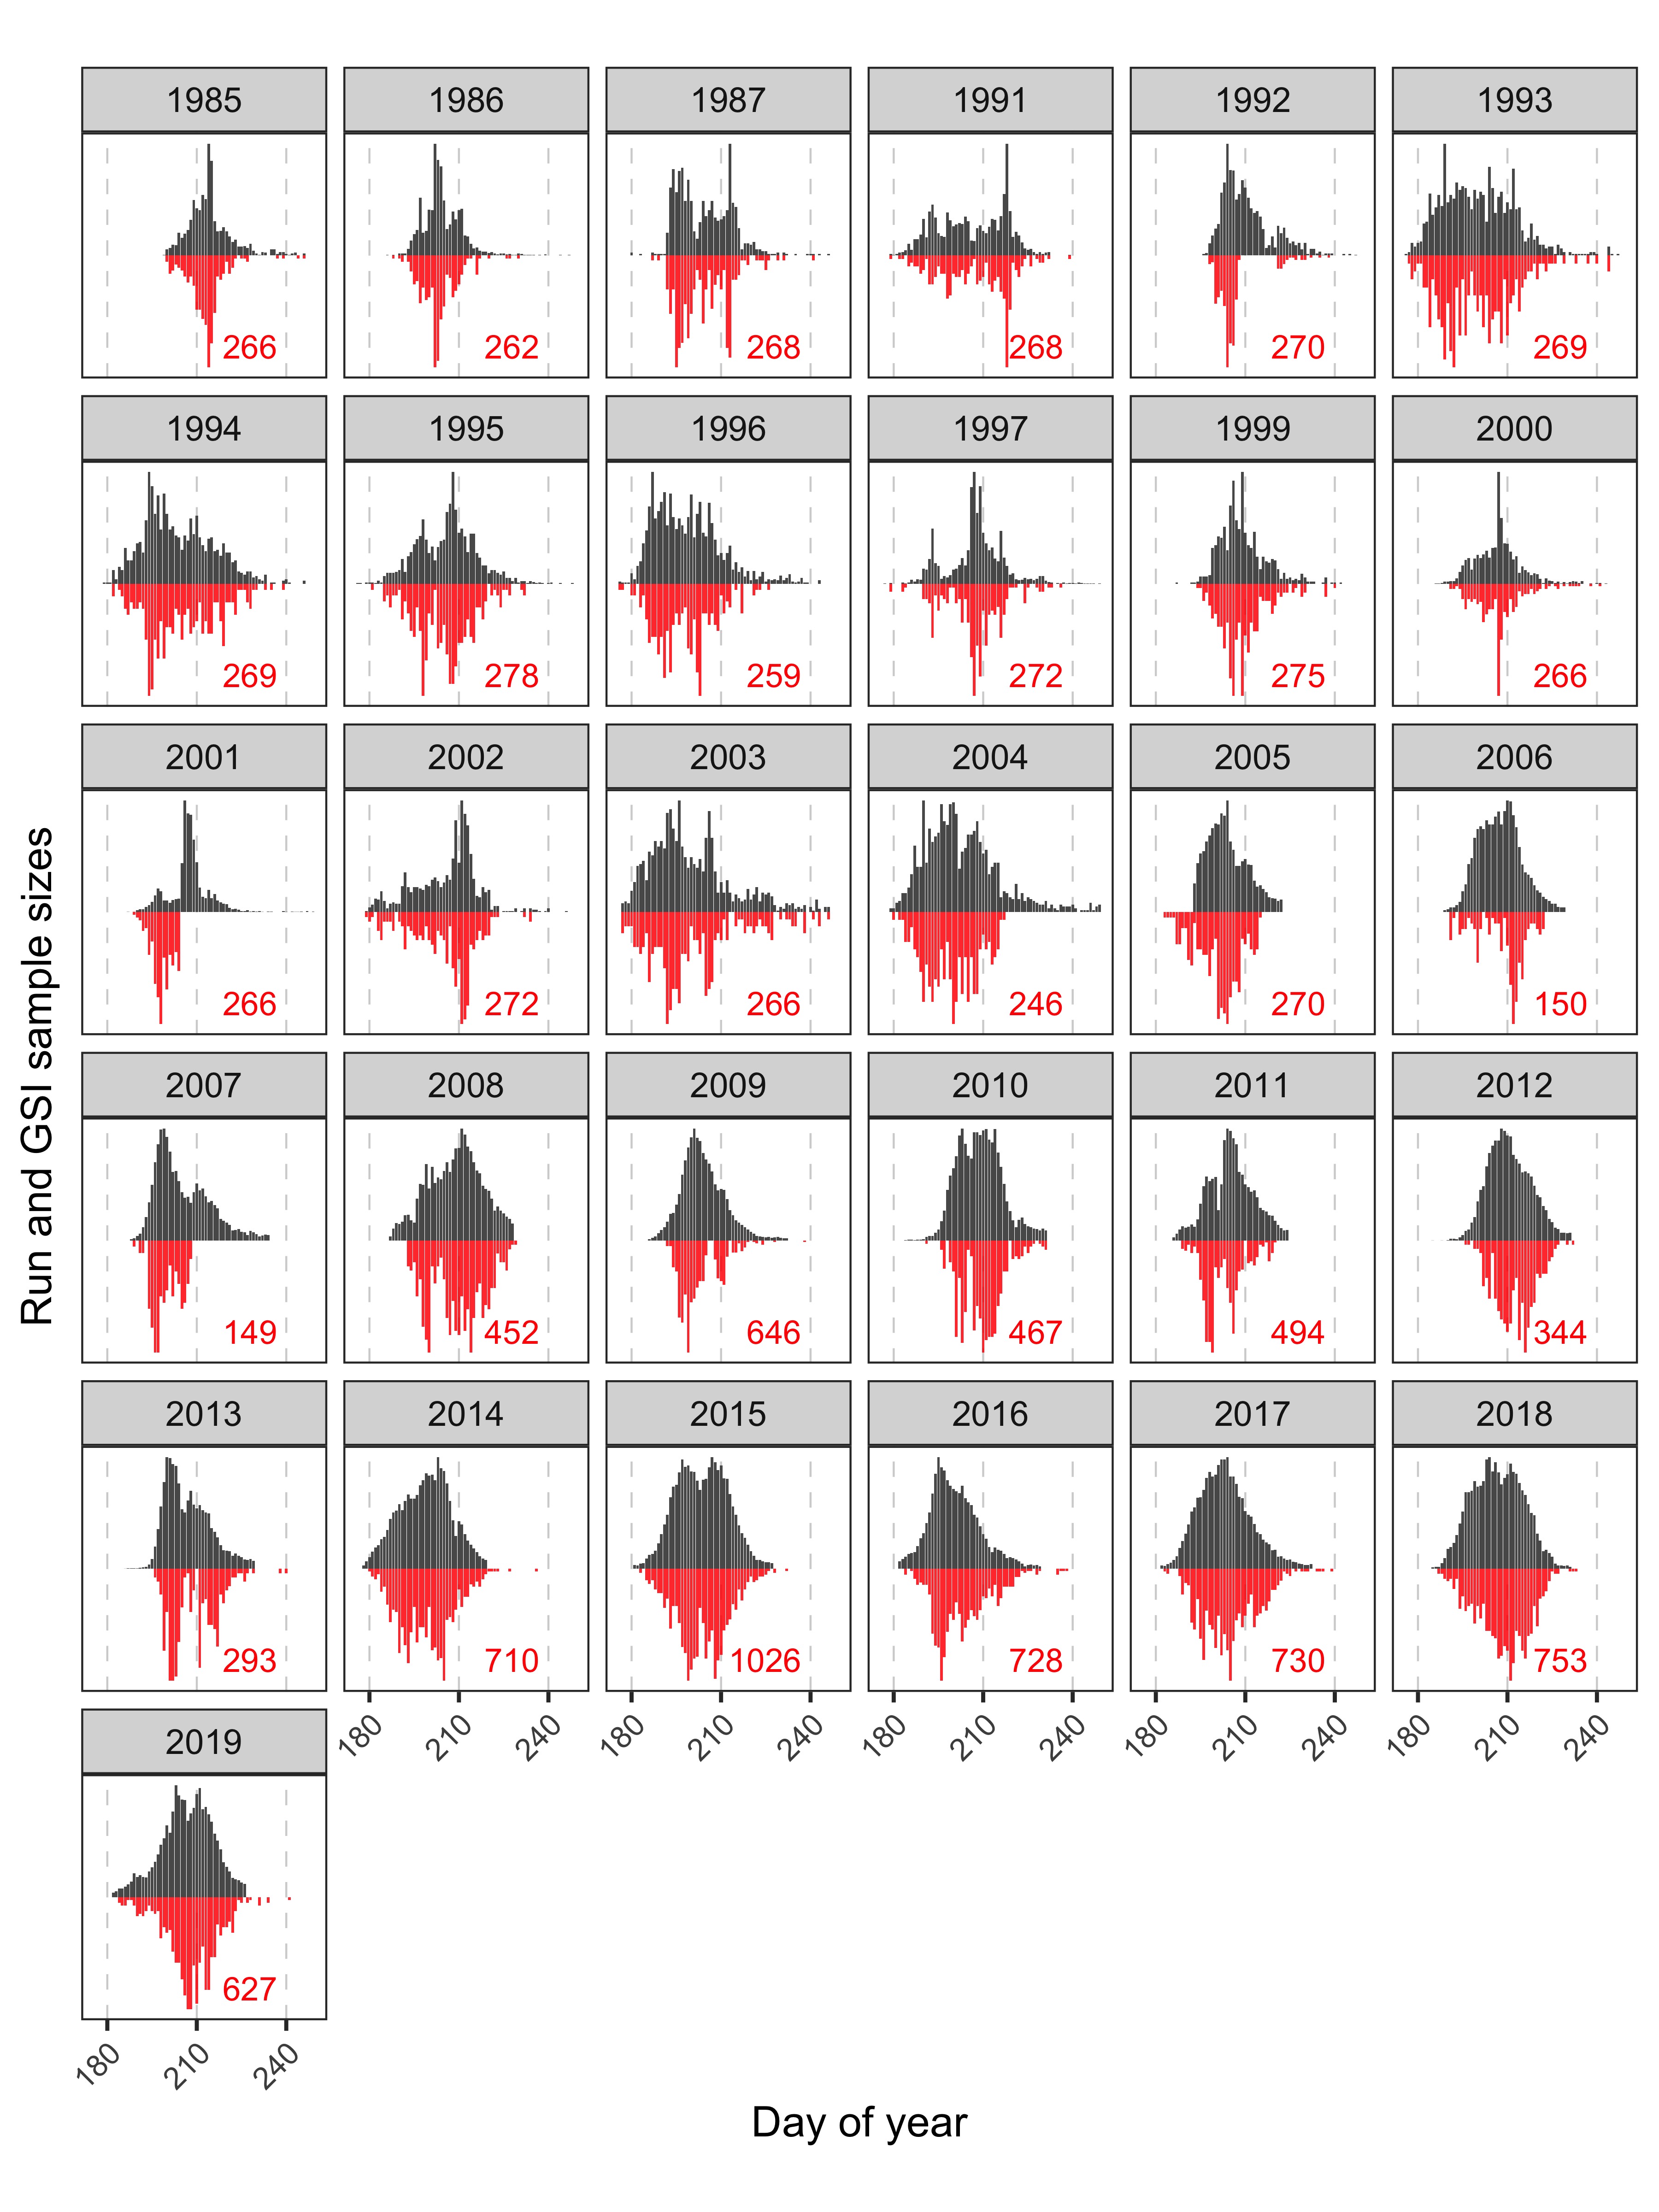 1985 1986 1987 1991 1992 1993
266 262 268 268 270 269
1994 1995 1996 1997 1999 2000
269 278 259 272 275 266
2001 2002 2003 2004 2005 2006
266 272 266 246 270 150
2007 2008 2009 2010 2011 2012
149 452 646 467 494 344
2013 2014 2015 2016 2017 2018
293 710 1026 728 730 753
180 210 240 180 210 240 180 210 240 180 210 240 180 210 240
2019
627
180 210 240
Day of year
Run and GSI sample sizes